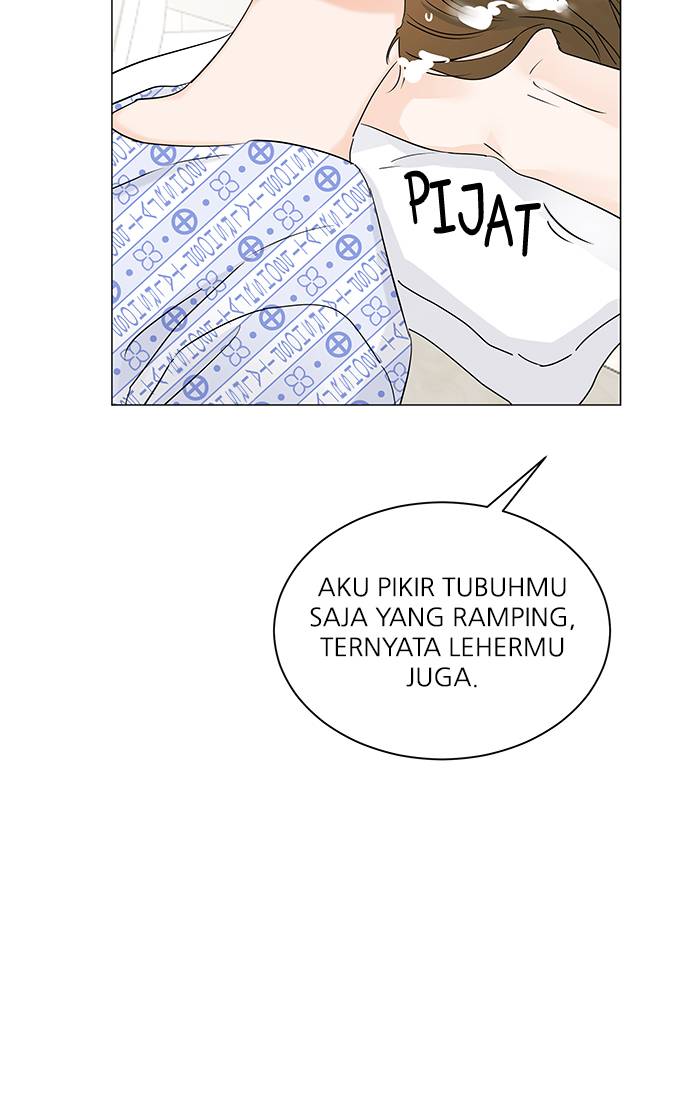 PIJAT
AKU PIKIR TUBUHMU
SAJA YANG RAMPING,
TERNYATA LEHERMU
JUGA.